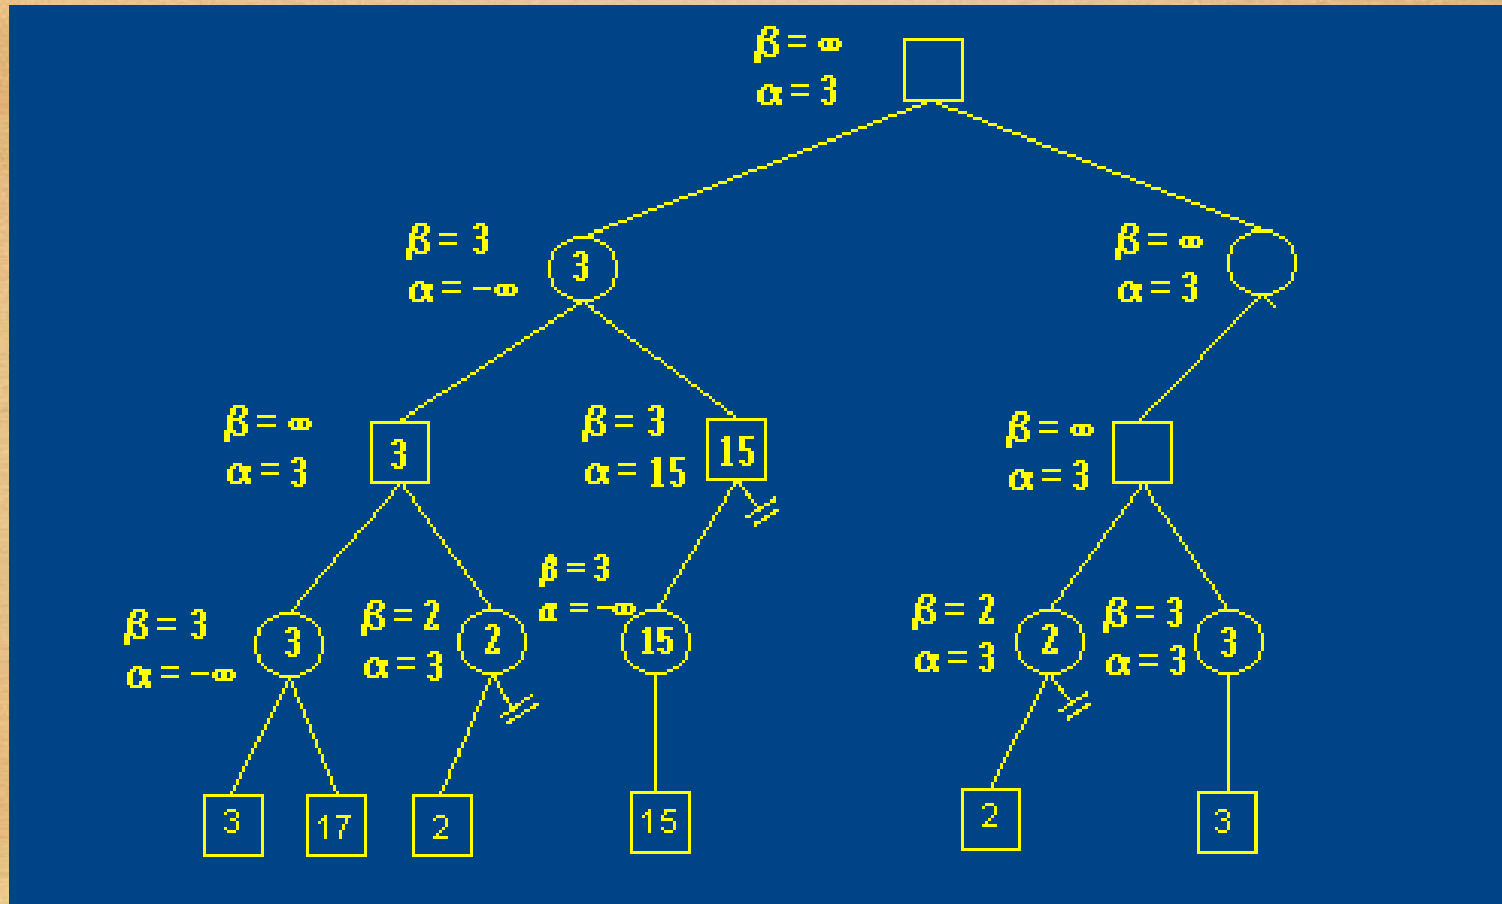 β = ∞
α = 3
β = 3
α = -∞
3
β = ∞
α = 3
β = ∞
α = 3
3
β = 3
α = 15
15
β = ∞
α = 3
β = 3
α = -∞
3
β = 2
α = 3
2
β = 3
α = -∞
15
β = 2
α = 3
2
β = 3
α = 3
3
3
17
2
15
2
3